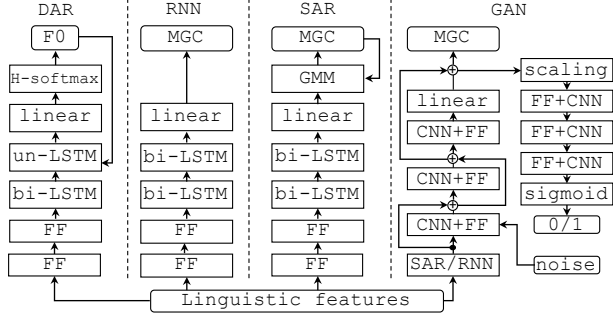 DAR
F0
H-softmax
linear
un-LSTM
bi-LSTM
FF
FF
RNN
MGC
linear
bi-LSTM
bi-LSTM
FF
FF
SAR
MGC
GMM
linear
bi-LSTM
bi-LSTM
FF
FF
GAN
MGC
linear
CNN+FF
CNN+FF
CNN+FF
SAR/RNN
scaling
FF+CNN
FF+CNN
FF+CNN
sigmoid
0/1
noise
Linguistic features